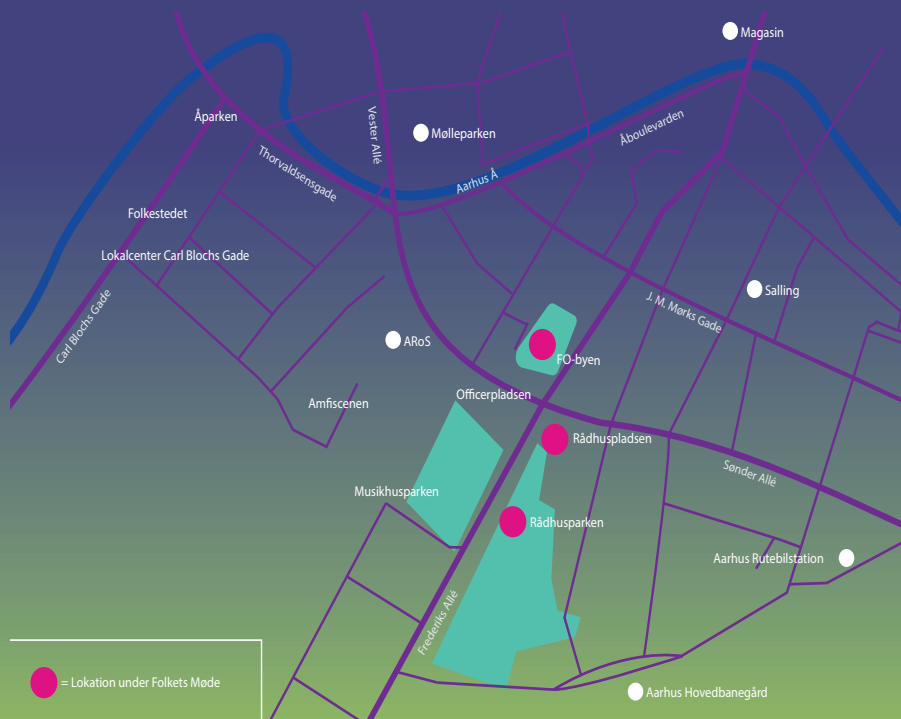 Magasin
Åparken
Vester Allé
Mølleparken
Åboulevarden
Thorvaldsensgade
Aarhus Å
Folkestedet
Lokalcenter Carl Blochs Gade
Carl Blochs Gade
Salling
J. M. Mørks Gade
ARoS
FO-byen
Officerpladsen
Amfiscenen
Rådhuspladsen
Sønder Allé
Musikhusparken
Rådhusparken
Aarhus Rutebilstation
Frederiks Allé
= Lokation under Folkets Møde
Aarhus Hovedbanegård